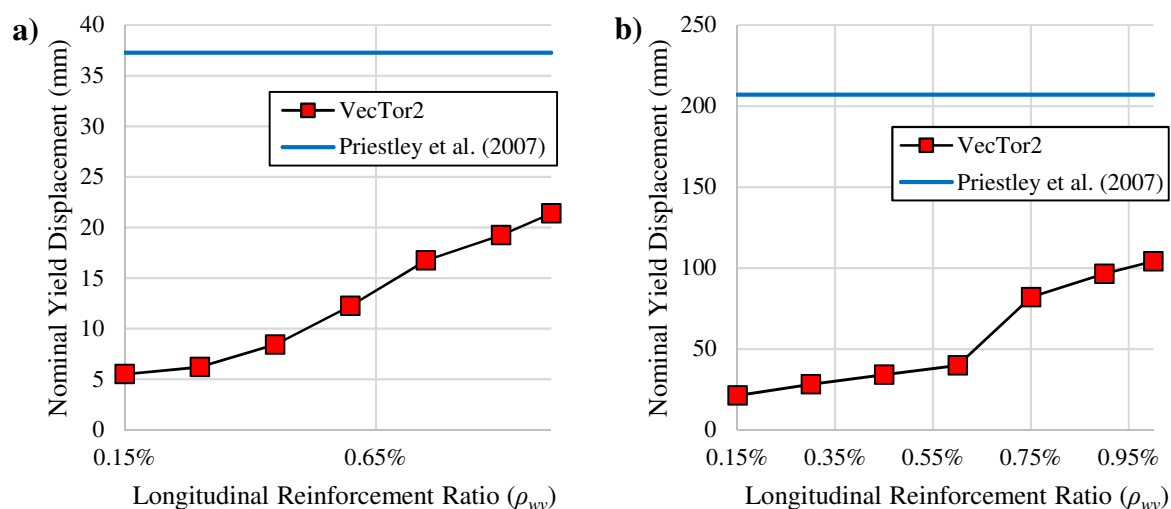 a)
Nominal Yield Displacement (mm)
40
35
30
25
20
15
10
5
0
VecTor2
Priestley et al. (2007)
0.15%
0.65%
Longitudinal Reinforcement Ratio (ρwv)
b)
Nominal Yield Displacement (mm)
250
200
150
100
50
0
VecTor2
Priestley et al. (2007)
0.15%
0.35%
0.55%
0.75%
0.95%
Longitudinal Reinforcement Ratio (ρwv)